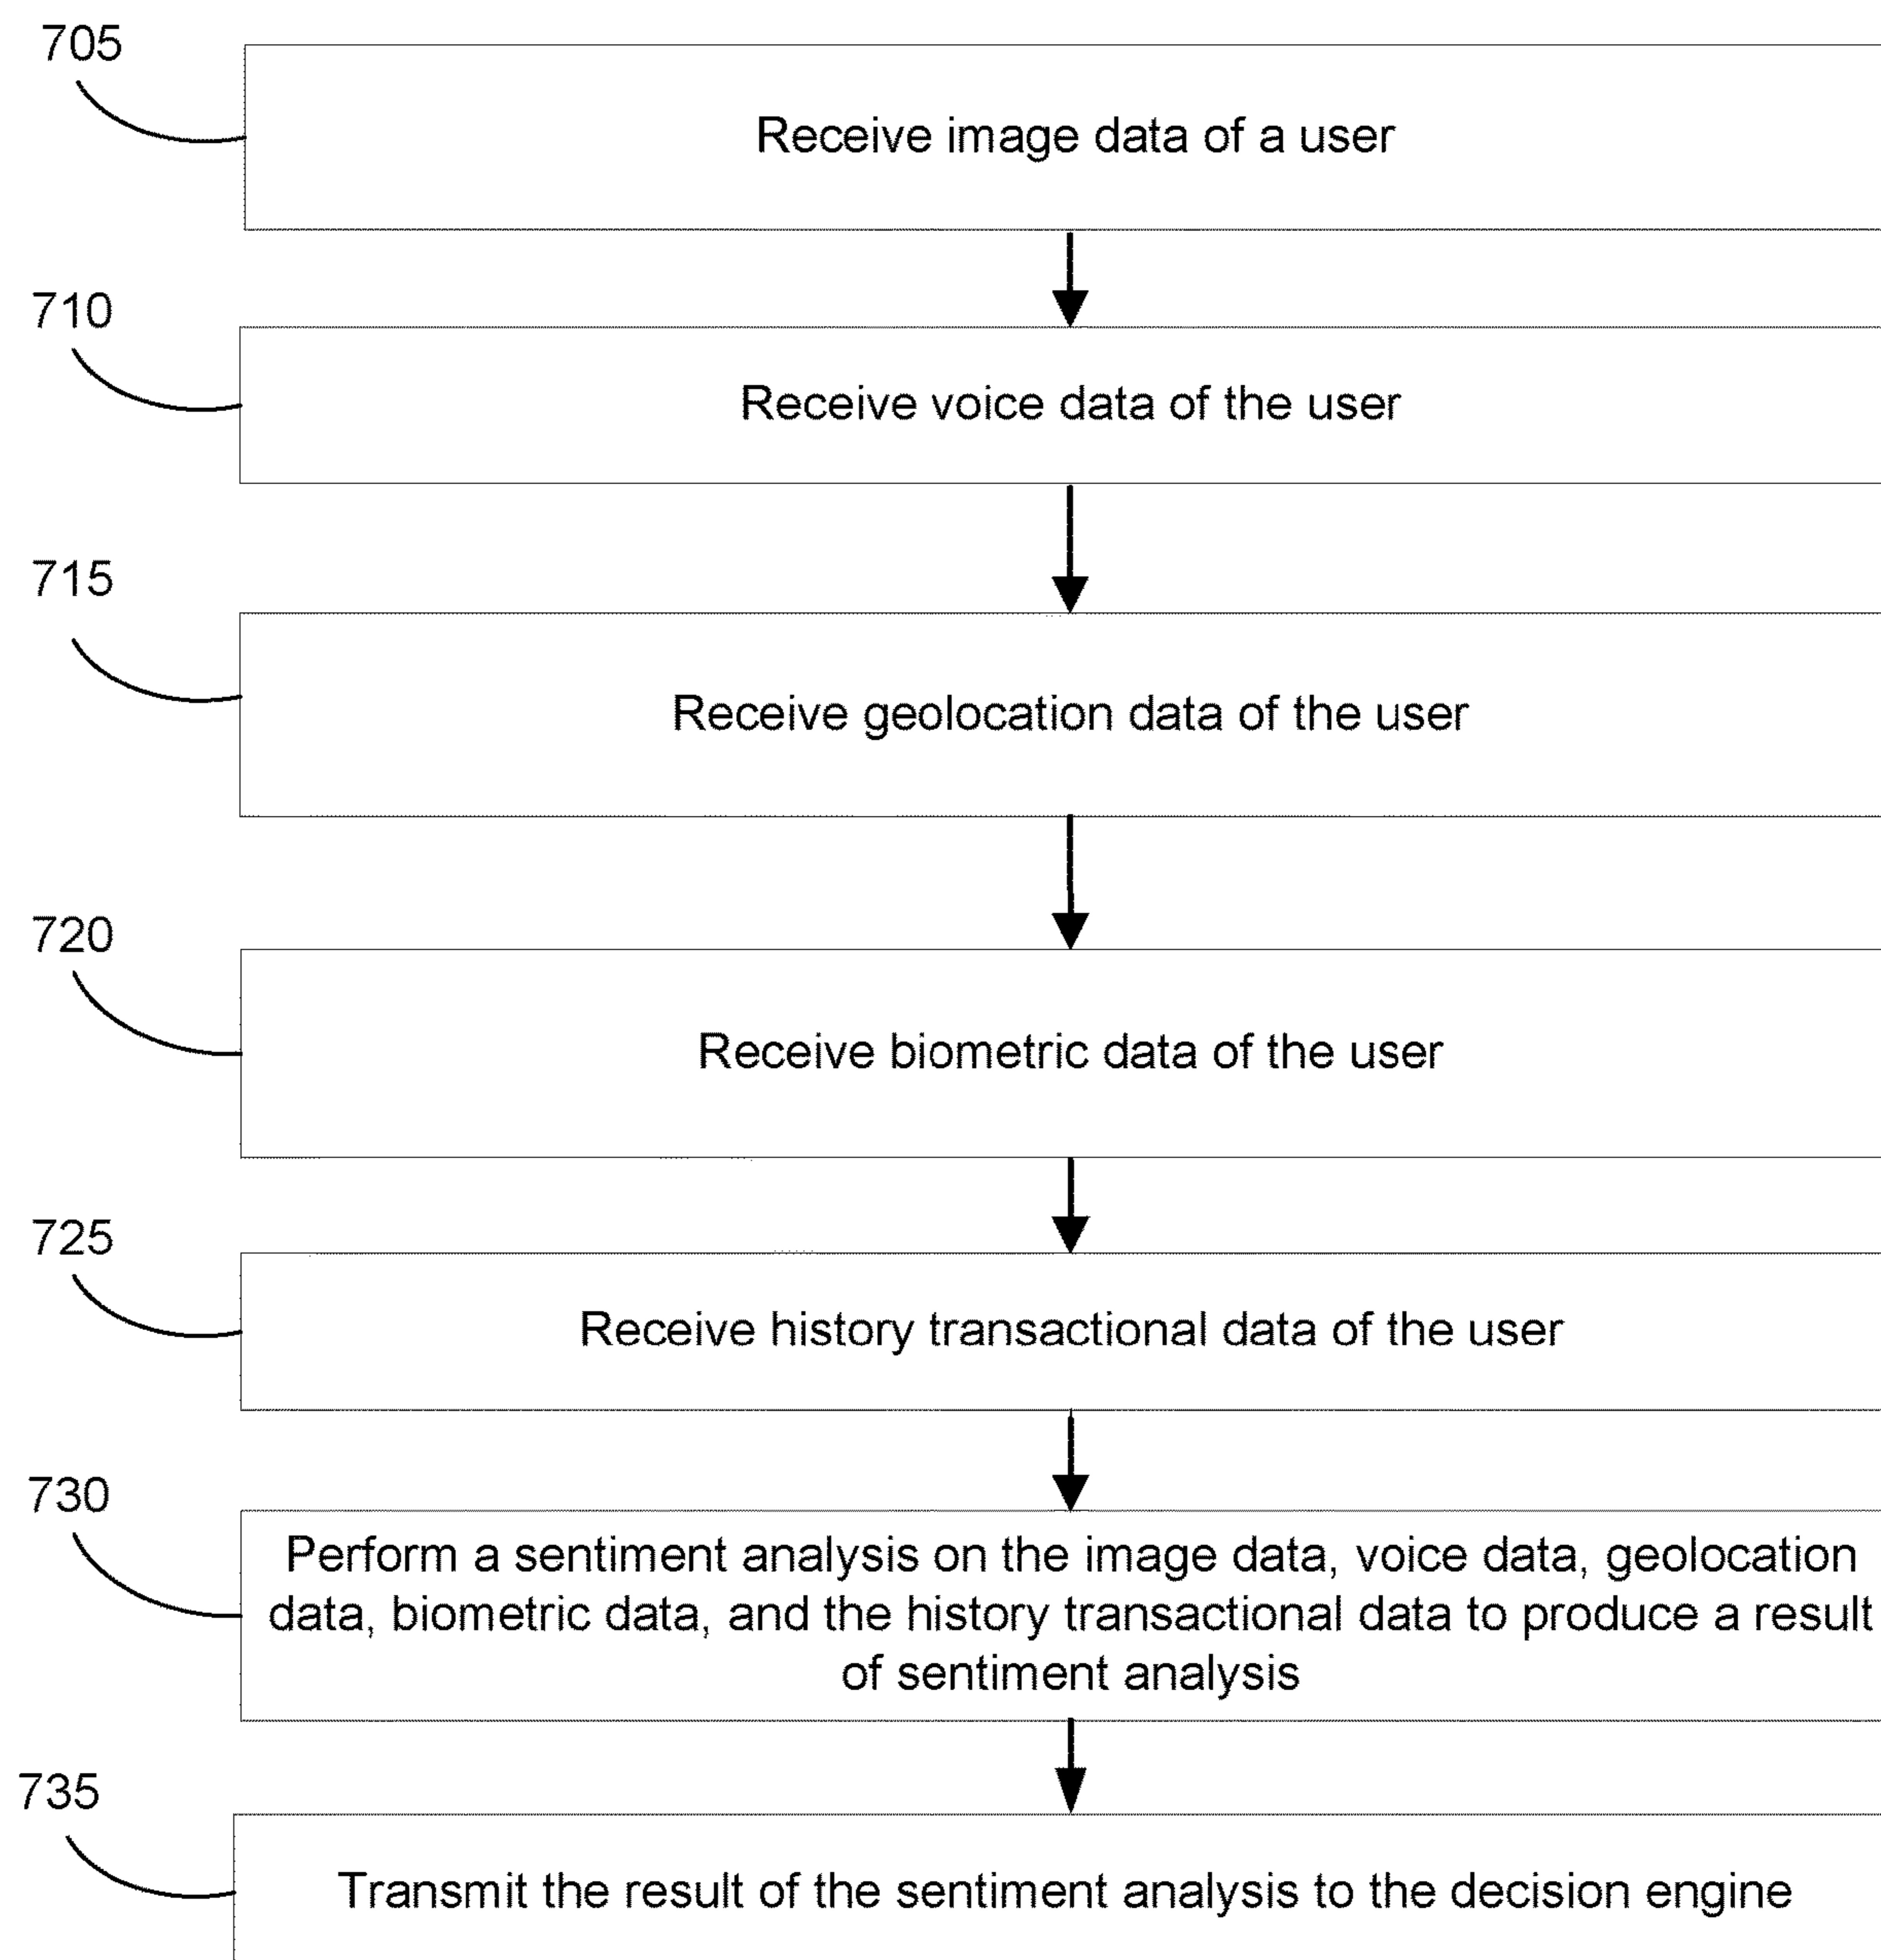 705
Receive image data of a user
710
Receive voice data of the user
715
Receive geolocation data of the user
720
Receive biometric data of the user
725
Receive history transactional data of the user
730
Perform a sentiment analysis on the image data, voice data, geolocation
data, biometric data, and the history transactional data to produce a result
of sentiment analysis
735
Transmit the result of the sentiment analysis to the decision engine